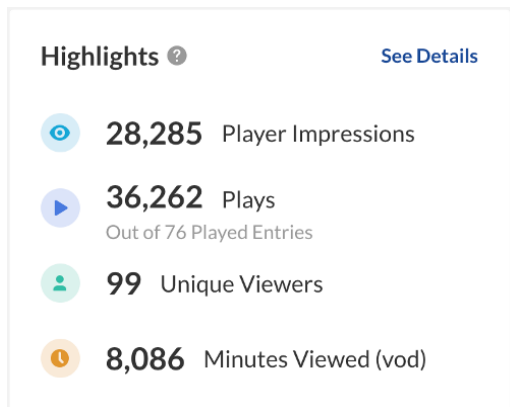 Highlights ?
See Details
28,285 Player Impressions
36,262 Plays
Out of 76 Played Entries
99 Unique Viewers
8,086 Minutes Viewed (vod)